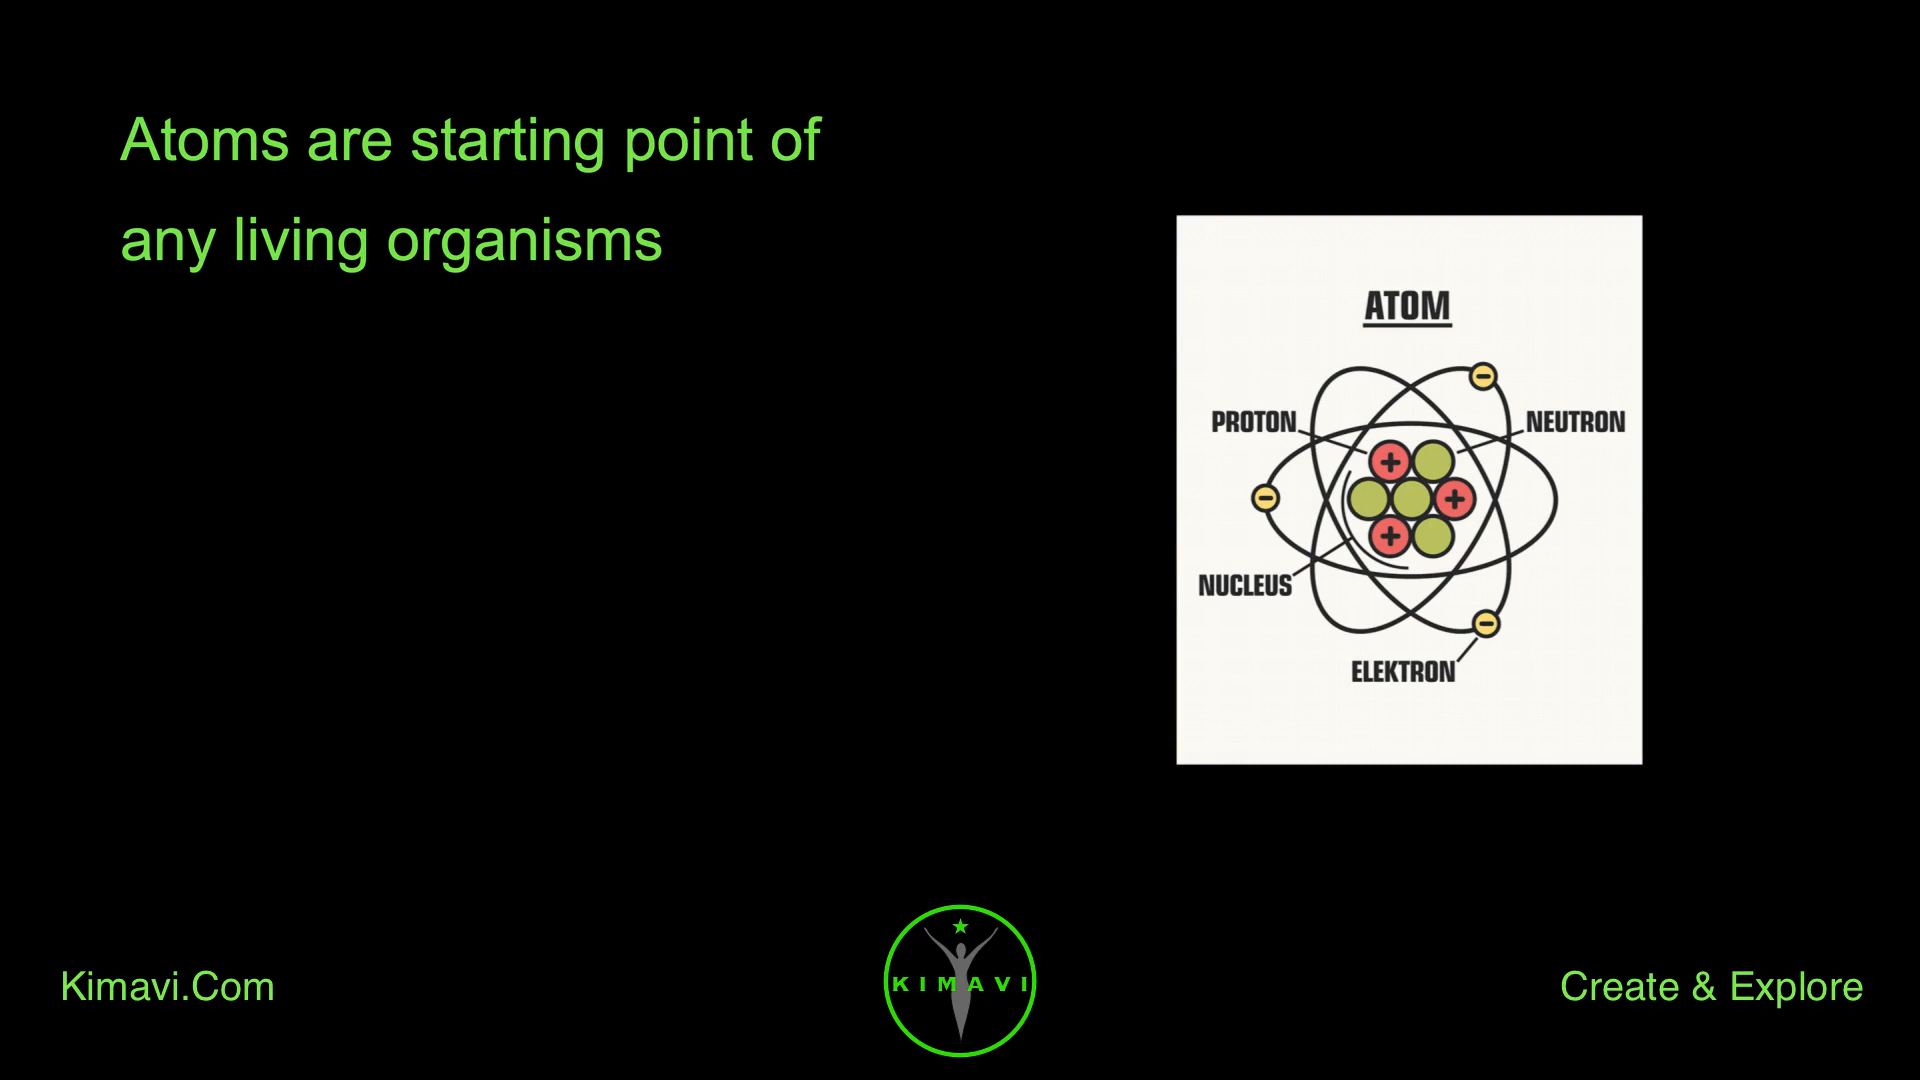 Atoms are starting point of
any living organisms
ATOM
PROTON
NEUTRON
NUCLEUS
ELEKTRON
Kimavi.Com
KIMAVI
Create & Explore